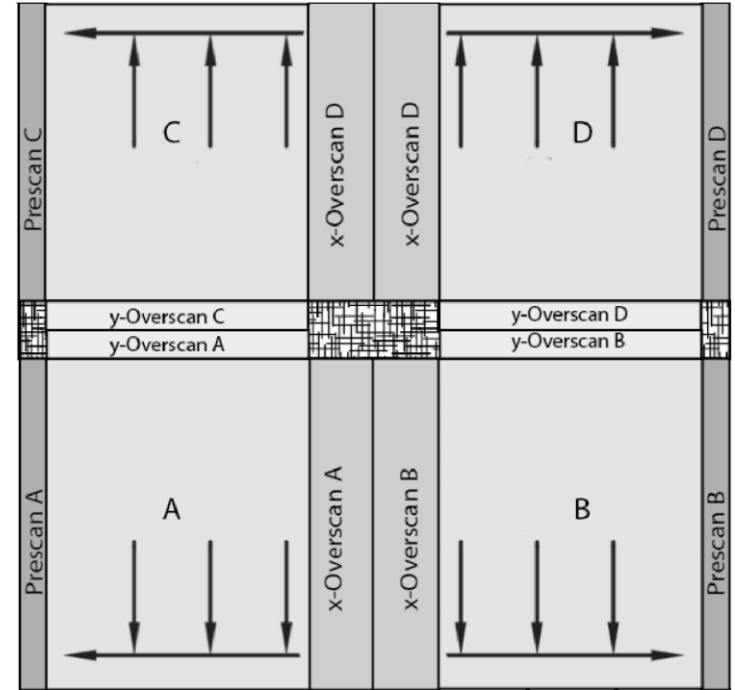 Prescan C
C
x-Overscan D
x-Overscan D
D
Prescan D
y-Overscan C
y-Overscan D
y-Overscan A
y-Overscan B
Prescan A
A
x-Overscan A
x-Overscan B
B
Prescan B